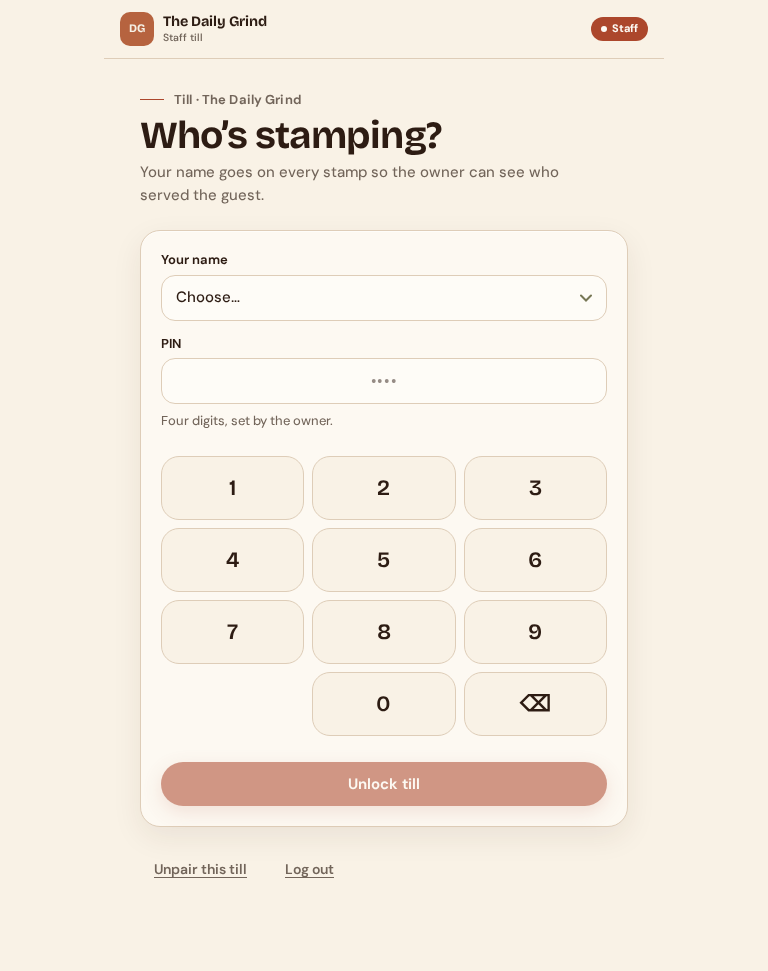 DG
The Daily Grind
Staff till
Staff
Till · The Daily Grind
Who's stamping?
Your name goes on every stamp so the owner can see who
served the guest.
Your name
Choose...
PIN
••••
Four digits, set by the owner.
1 2 3
4 5 6
7 8 9
0 ⌫
Unlock till
Unpair this till Log out